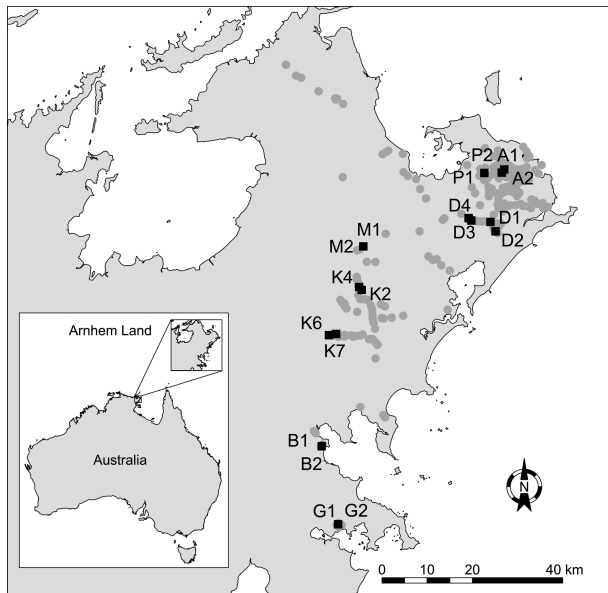 P2 A1
P1 A2
D4 D1
D3 D2
M1
M2
K4
K2
K6
K7
Arnhem Land
Australia
B1
B2
G1 G2
N
0 10 20 40 km